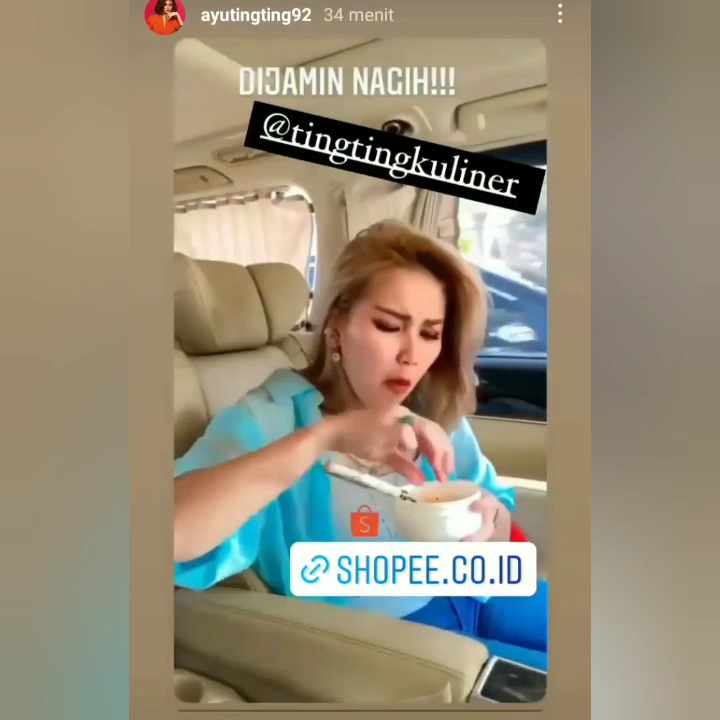 ayutingting92 34 menit
DIJAMIN NAGIH!!!
@tingtingkuliner
S
SHOPEE.CO.ID